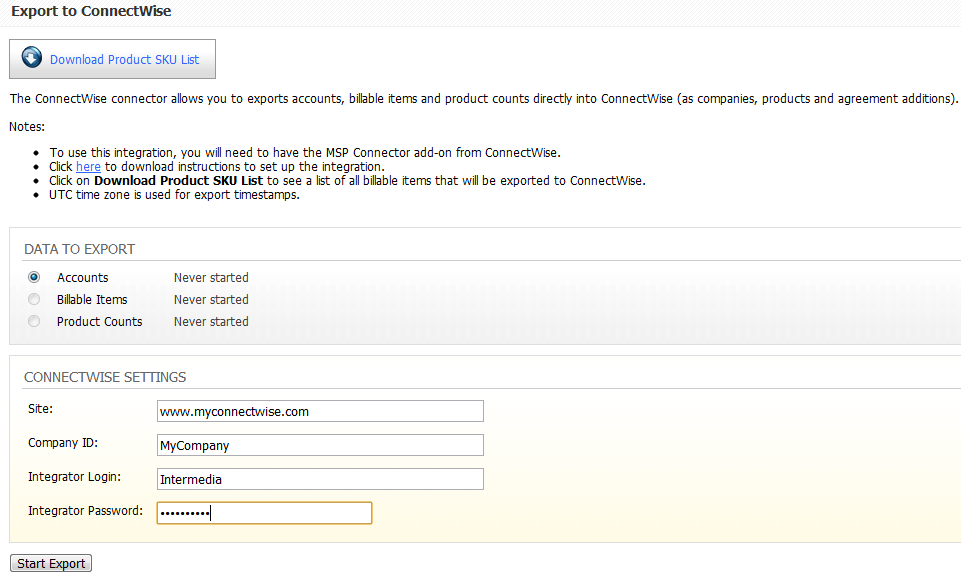 Export to ConnectWise
Download Product SKU List
The ConnectWise connector allows you to exports accounts, billable items and product counts directly into ConnectWise (as companies, products and agreement additions).
Notes:
To use this integration, you will need to have the MSP Connector add-on from ConnectWise.
Click here to download instructions to set up the integration.
Click on Download Product SKU List to see a list of all billable items that will be exported to ConnectWise.
UTC time zone is used for export timestamps.
DATA TO EXPORT
Accounts Never started
Billable Items Never started
Product Counts Never started
CONNECTWISE SETTINGS
Site: www.myconnectwise.com
Company ID: MyCompany
Integrator Login: Intermedia
Integrator Password: ••••••••••
Start Export